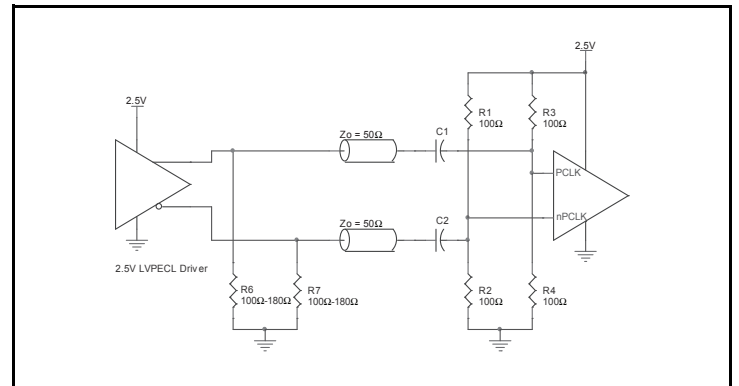 2.5V
2.5V
R1
100Ω
R3
100Ω
Zo = 50Ω
C1
PCLK
Zo = 50Ω
C2
nPCLK
2.5V LVPECL Driver
R6
100Ω-180Ω
R7
100Ω-180Ω
R2
100Ω
R4
100Ω